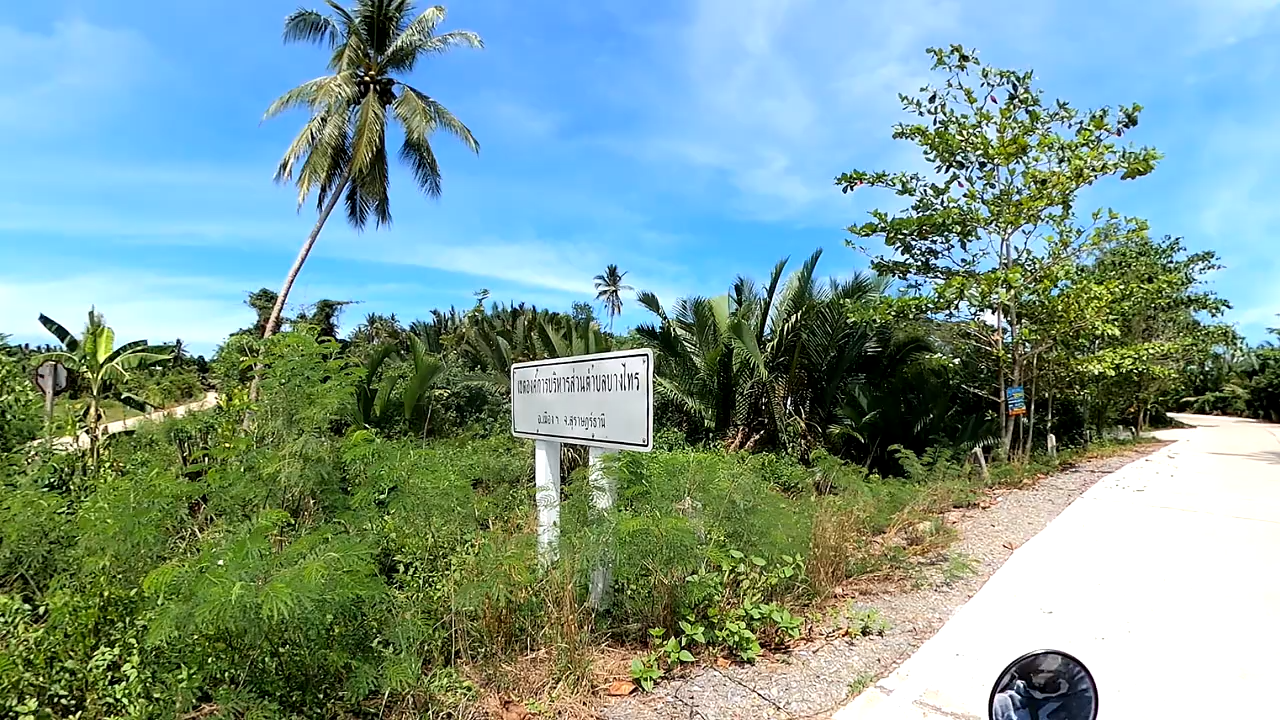 เขตองค์การบริหารส่วนตำบลบางไทร
อ.เมือง ฯ จ.สุราษฎร์ธานี